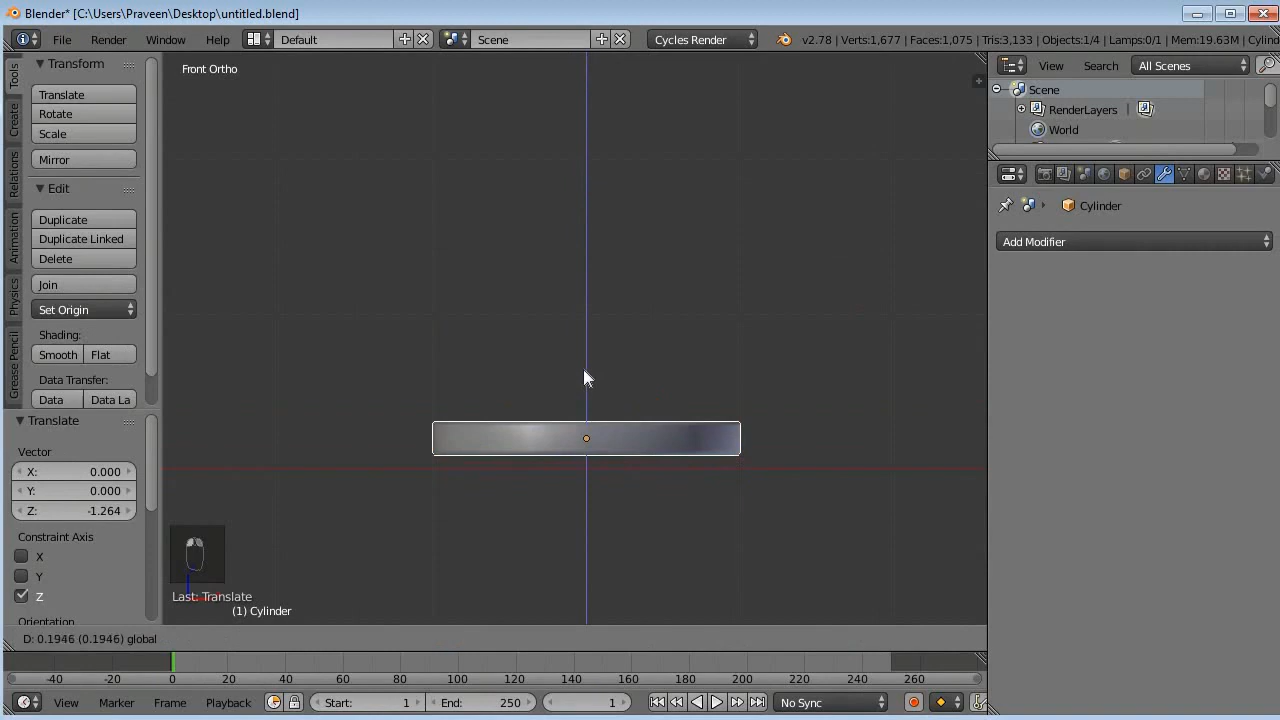 Blender* [C:\Users\Praveen\Desktop\untitled.blend]
File Render Window Help Default Scene Cycles Render v2.78 | Verts:1,677 | Faces:1,075 | Tris:3,133 | Objects:1/4 | Lamps:0/1 | Mem:19.63M | Cylin
Tools
Create
Relations
Animation
Physics
Grease Pencil
Transform
Translate
Rotate
Scale
Mirror
Edit
Duplicate
Duplicate Linked
Delete
Join
Set Origin
Shading:
Smooth Flat
Data Transfer:
Data Data La
Translate
Vector
X: 0.000
Y: 0.000
Z: -1.264
Constraint Axis
X
Y
Z
Orientation
Front Ortho
Last: Translate
(1) Cylinder
D: 0.1946 (0.1946) global
View Search All Scenes
Scene
RenderLayers
World
Cylinder
Add Modifier
-40 -20 0 20 40 60 80 100 120 140 160 180 200 220 240 260
View Marker Frame Playback Start: 1 End: 250 1 No Sync